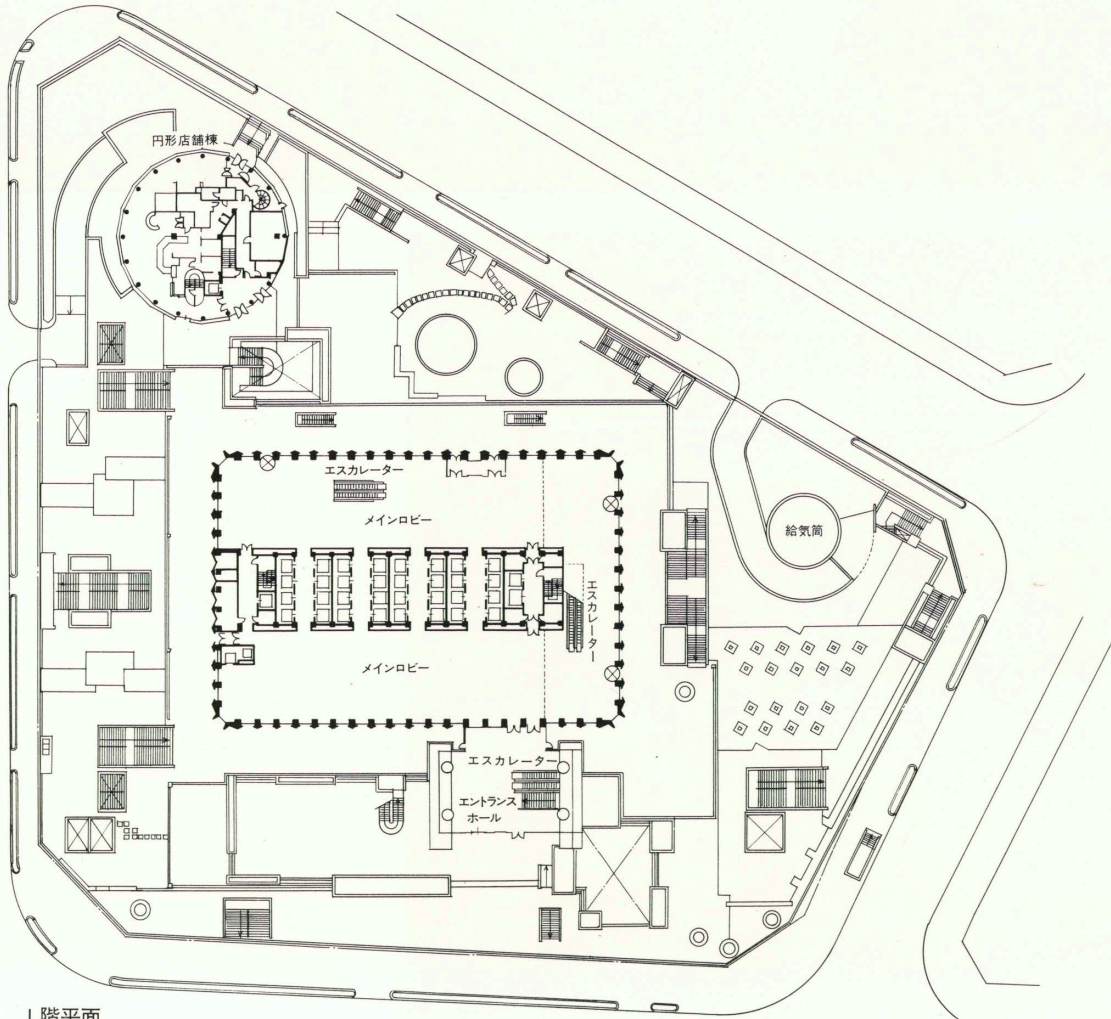 円形店舗棟
エスカレーター
メインロビー
給気筒
エスカレーター
メインロビー
エスカレーター
エントランス
ホール
1階平面